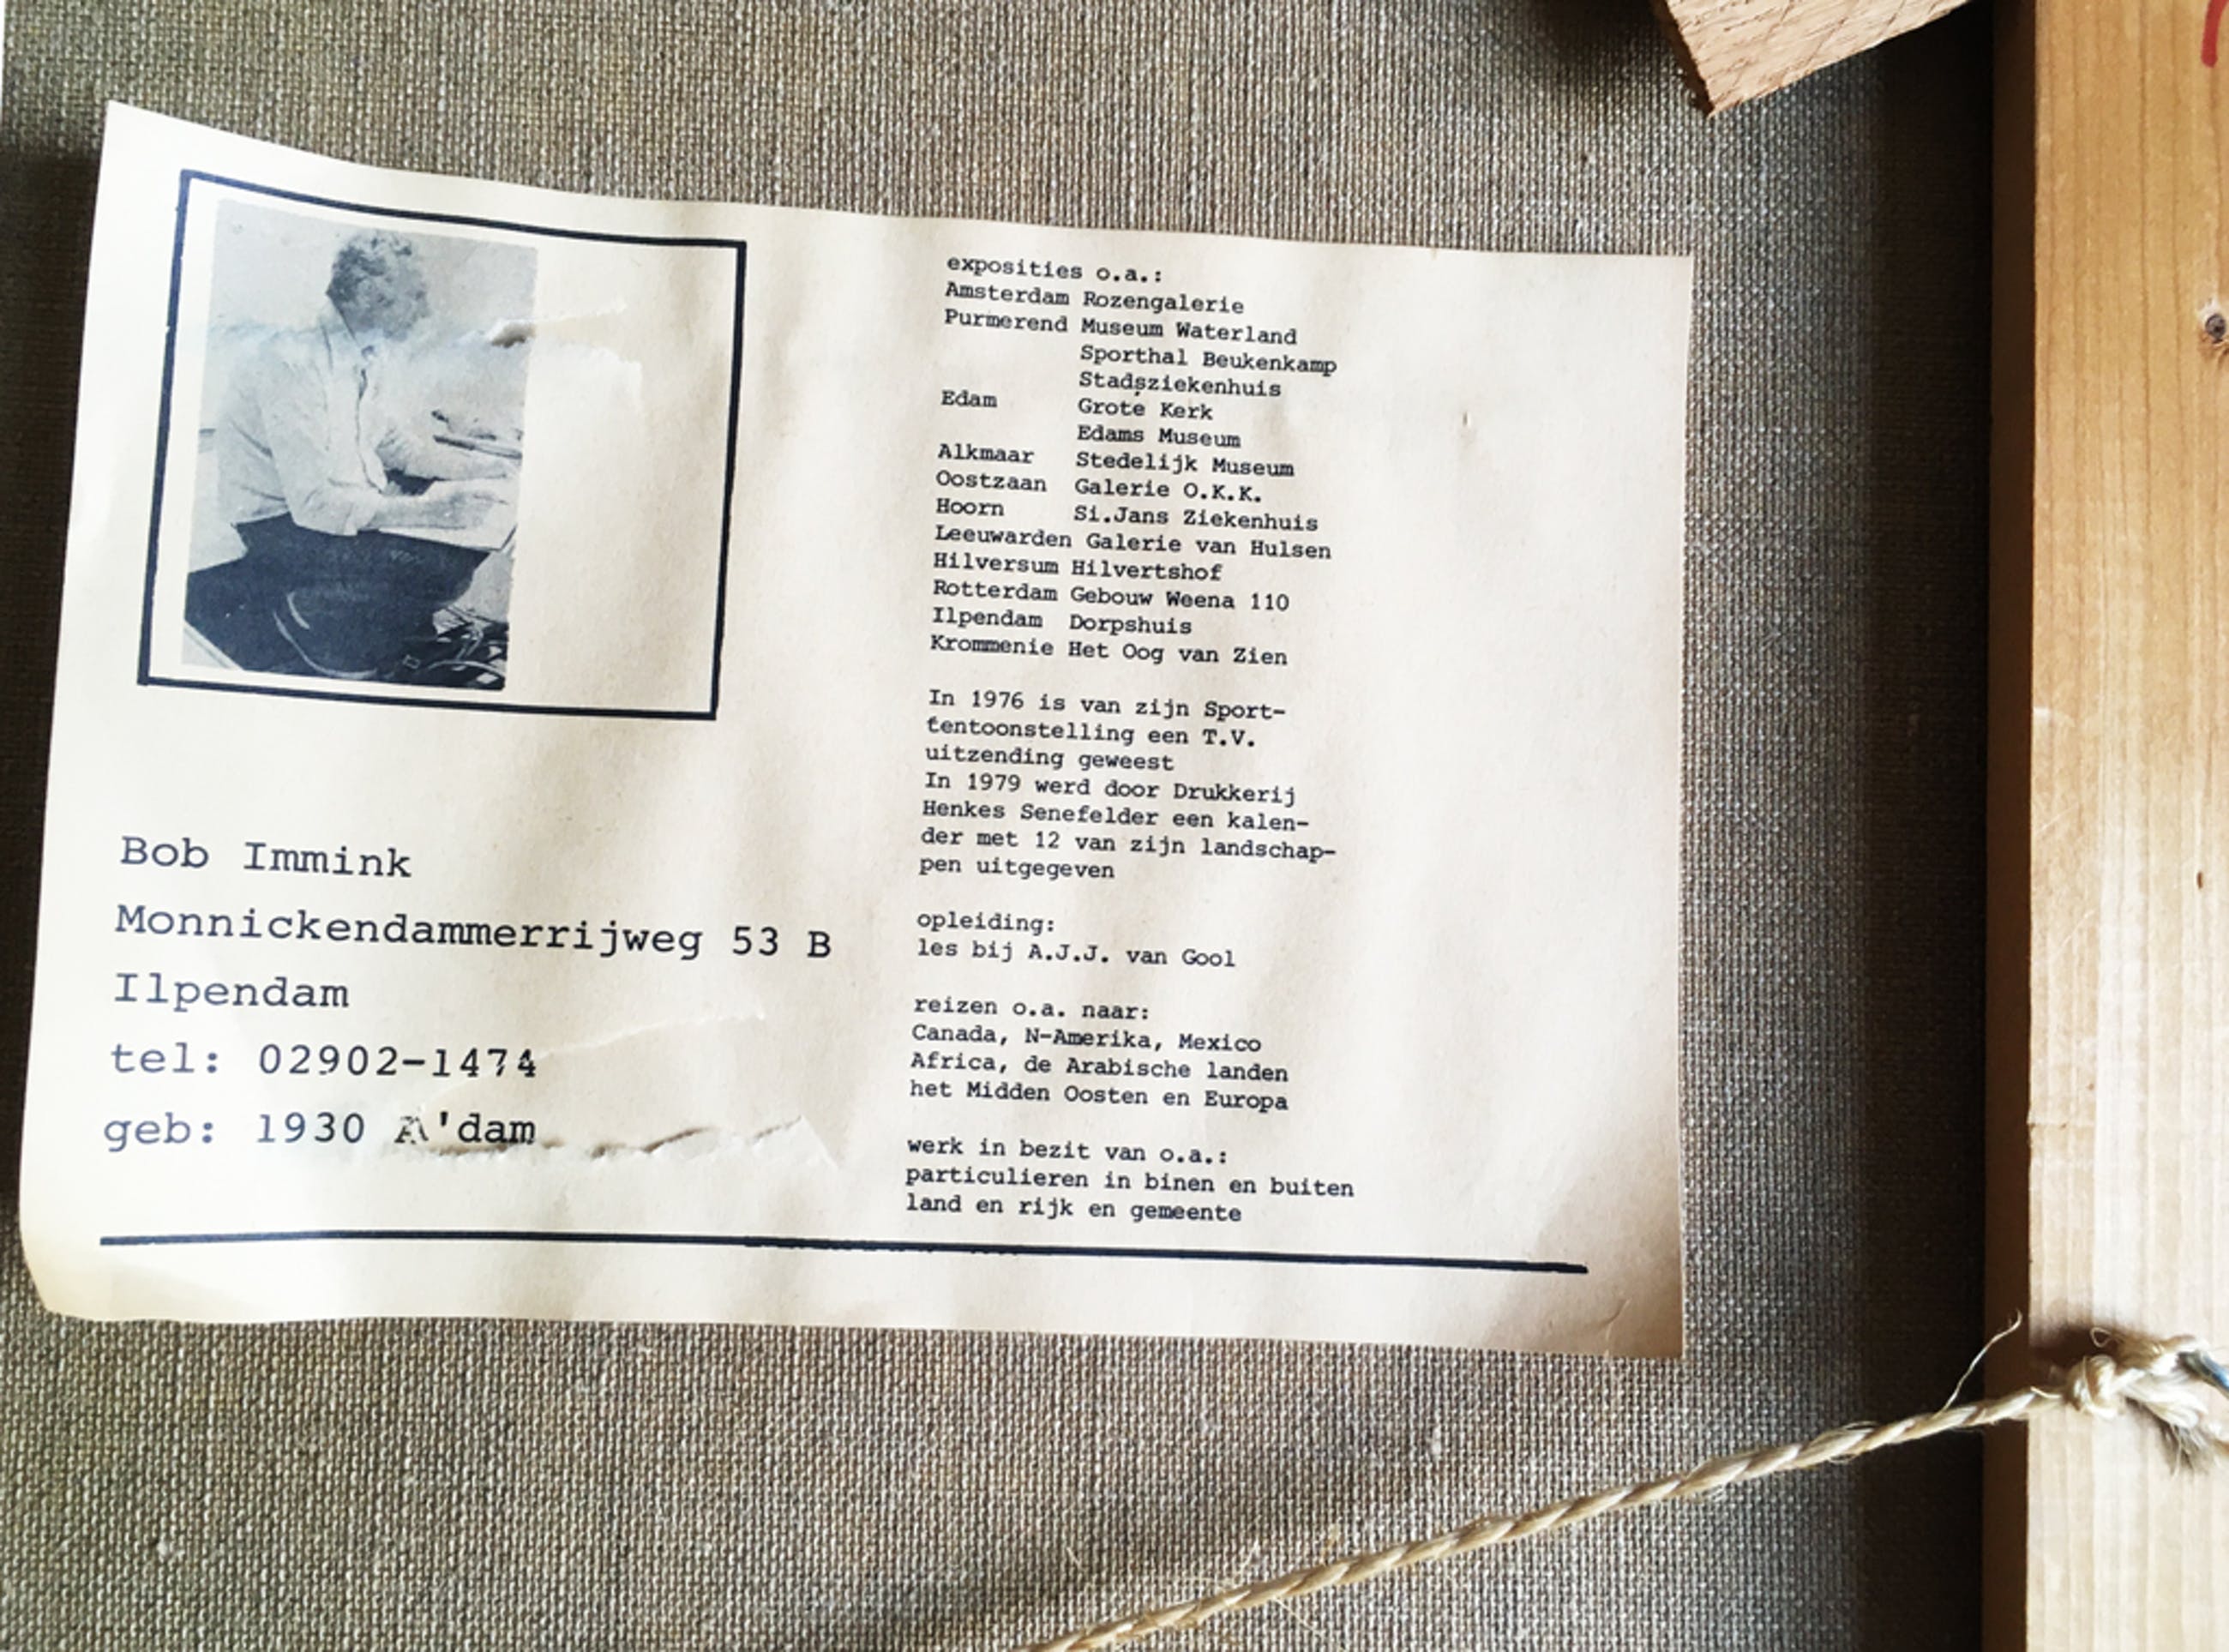 Bob Immink
Monnickendammerrijweg 53 B
Ilpendam
tel: 02902-1474
geb: 1930 A'dam
exposities o.a.:
Amsterdam Rozengalerie
Purmerend Museum Waterland
Sporthal Beukenkamp
Stadsziekenhuis
Edam Grote Kerk
Edams Museum
Alkmaar Stedelijk Museum
Oostzaan Galerie O.K.K.
Hoorn Si.Jans Ziekenhuis
Leeuwarden Galerie van Hulsen
Hilversum Hilvertshof
Rotterdam Gebouw Weena 110
Ilpendam Dorpshuis
Krommenie Het Oog van Zien
In 1976 is van zijn Sport-
tentoonstelling een T.V.
uitzending geweest
In 1979 werd door Drukkerij
Henkes Senefelder een kalen-
der met 12 van zijn landschap-
pen uitgegeven
opleiding:
les bij A.J.J. van Gool
reizen o.a. naar:
Canada, N-Amerika, Mexico
Africa, de Arabische landen
het Midden Oosten en Europa
werk in bezit van o.a.:
particulieren in binen en buiten
land en rijk en gemeente